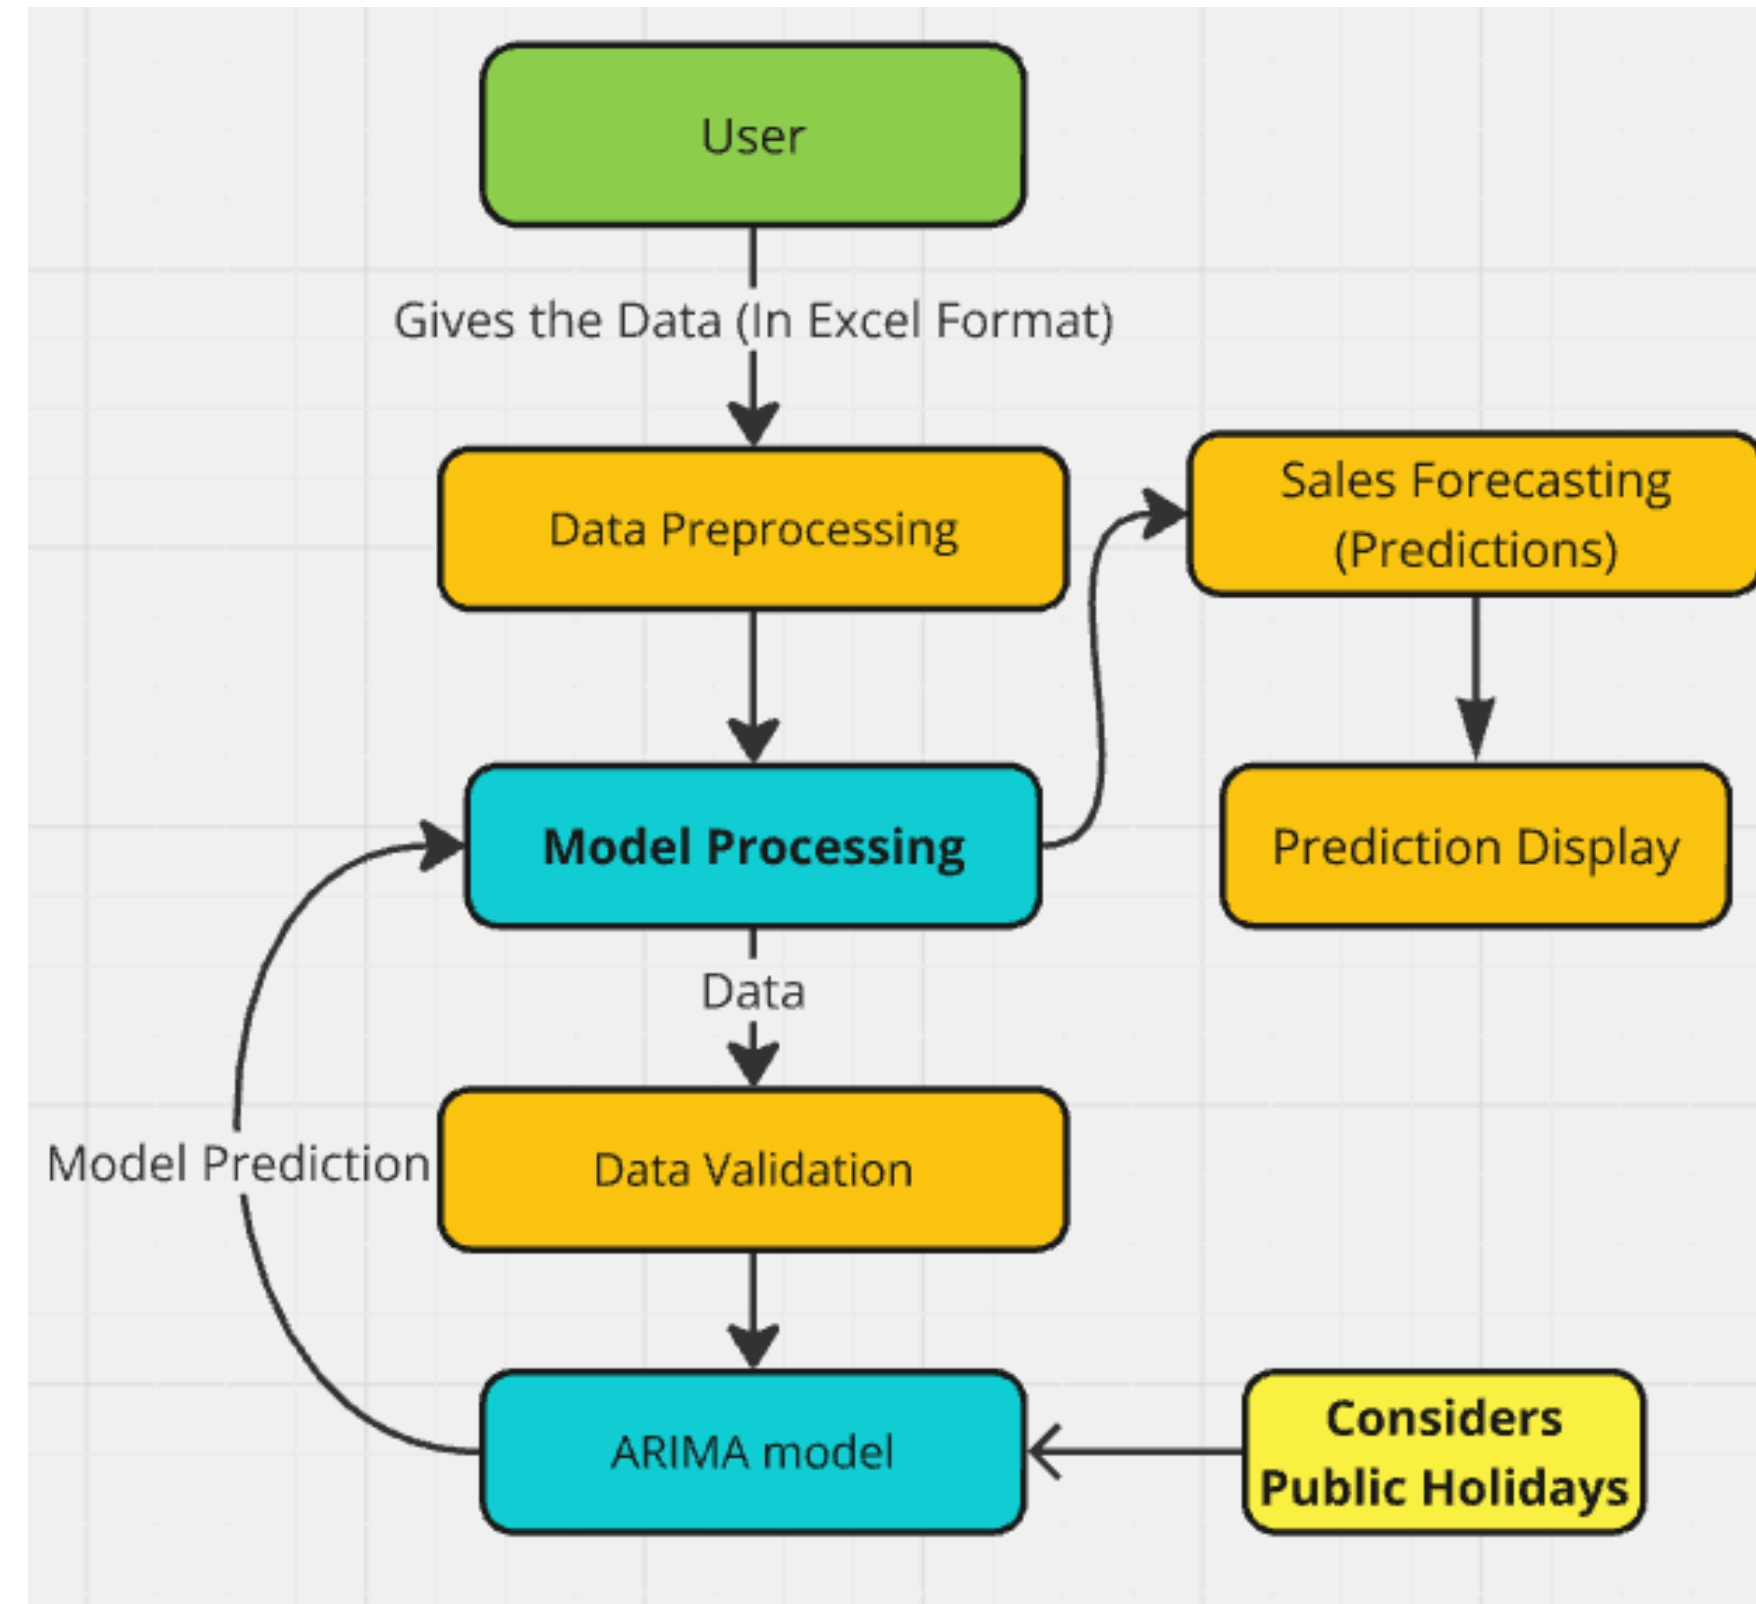 User
Gives the Data (In Excel Format)
Data Preprocessing
Sales Forecasting
(Predictions)
Model Processing
Prediction Display
Data
Model Prediction
Data Validation
ARIMA model
Considers
Public Holidays